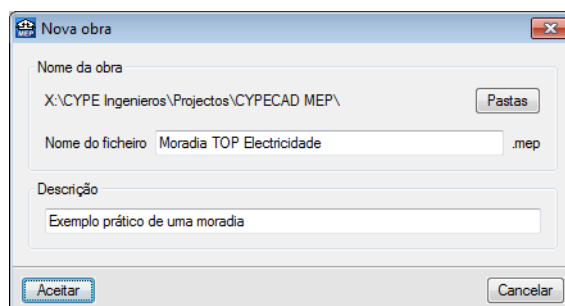 MEP Nova obra
Nome da obra
X:\CYPE Ingenieros\Projectos\CYPECAD MEP\ Pastas
Nome do ficheiro Moradia TOP Electricidade .mep
Descrição
Exemplo prático de uma moradia
Aceitar Cancelar